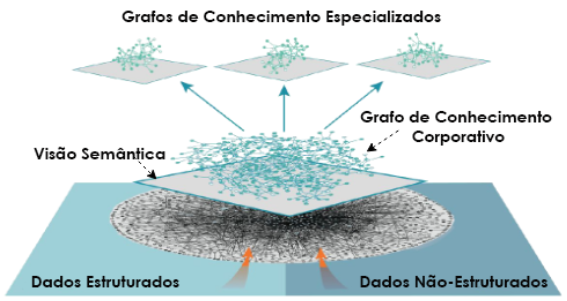 Grafos de Conhecimento Especializados
Grafo de Conhecimento
Corporativo
Visão Semântica
Dados Estruturados
Dados Não-Estruturados